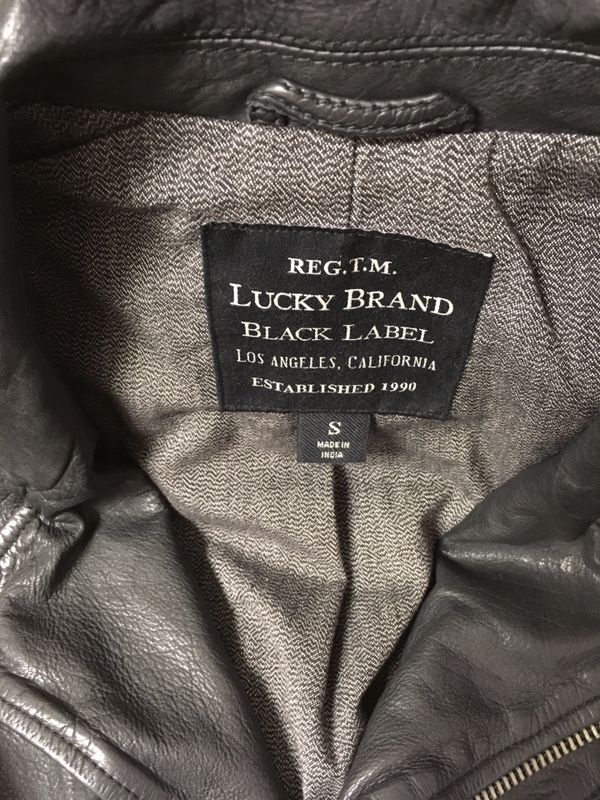 REG.T.M.
LUCKY BRAND
BLACK LABEL
LOS ANGELES, CALIFORNIA
ESTABLISHED 1990
S
MADE IN
INDIA